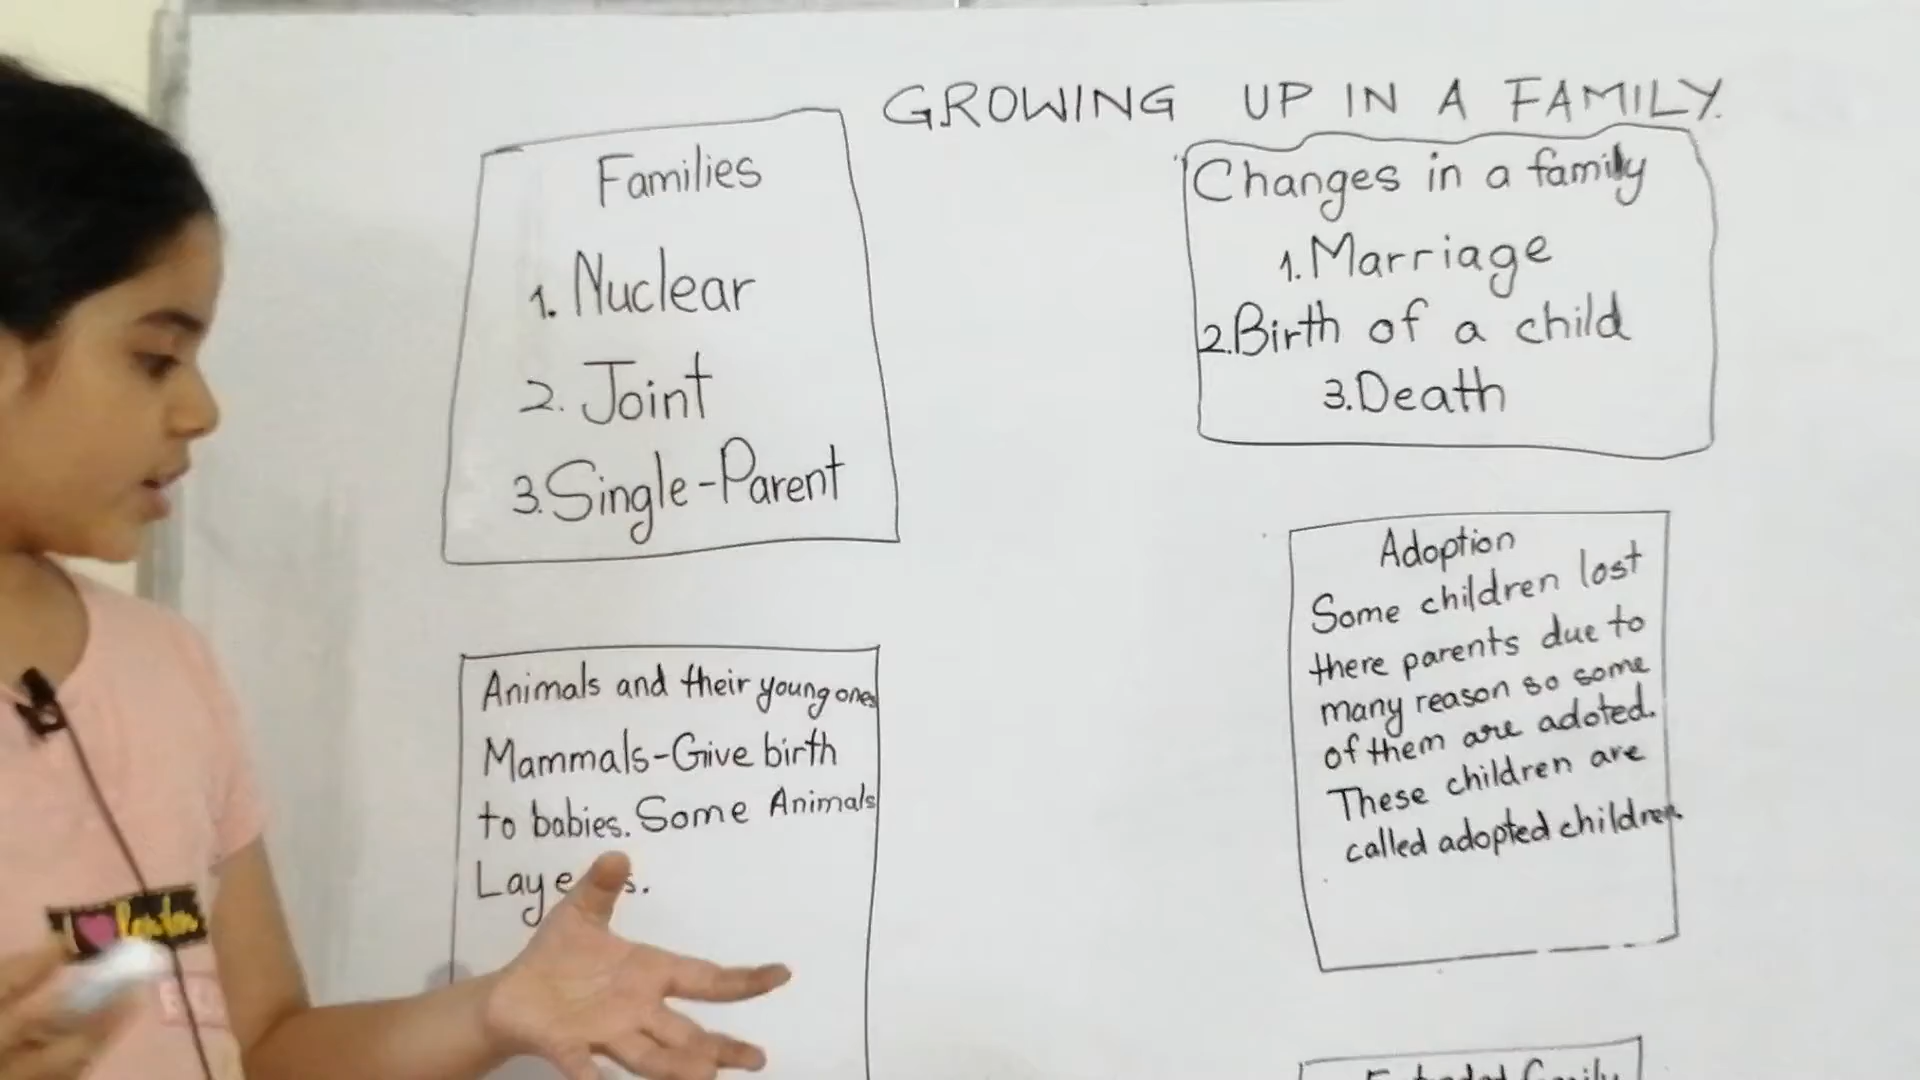 GROWING UP IN A FAMILY.
Families
1. Nuclear
2. Joint
3. Single-Parent
Changes in a family
1. Marriage
2. Birth of a child
3. Death
Animals and their young ones
Mammals-Give birth
to babies. Some Animals
Lay
Adoption
Some children lost
there parents due to
many reason so some
of them are adoted.
These children are
called adopted children.
Extended Family
I